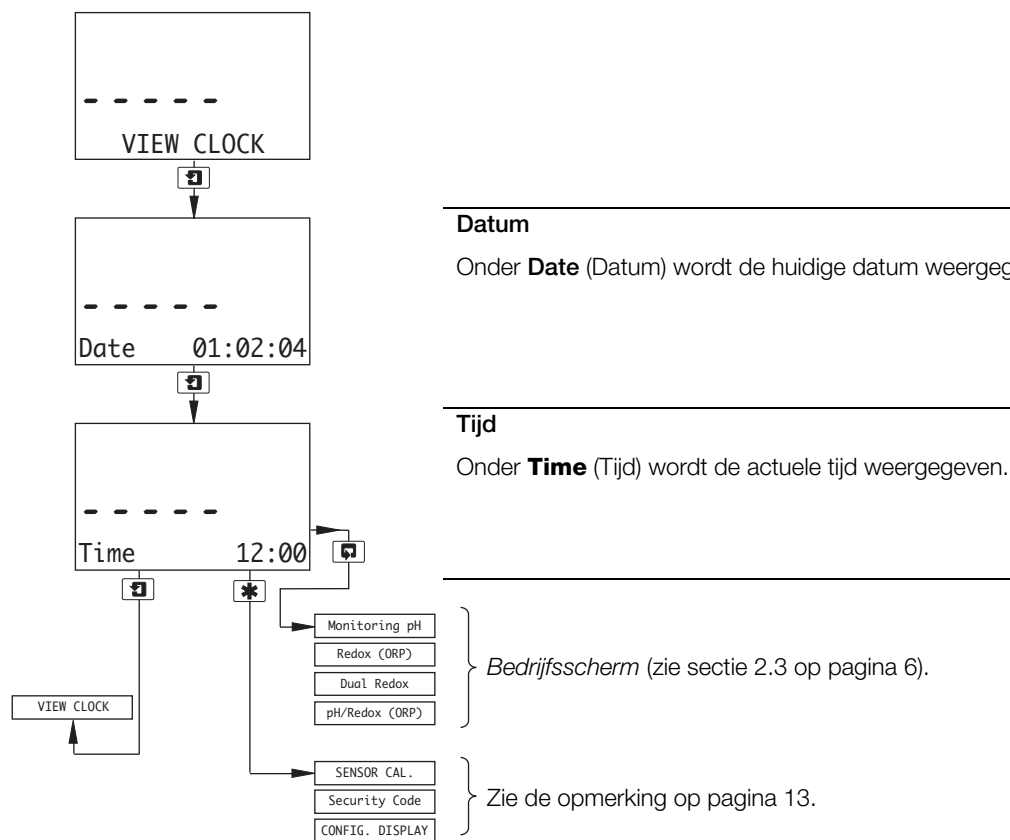 VIEW CLOCK
Datum
Onder Date (Datum) wordt de huidige datum
Date 01:02:04
Tijd
Onder Time (Tijd) wordt de actuele tijd weergegeven.
Time 12:00
Monitoring pH
Redox (ORP)
Dual Redox
pH/Redox (ORP)
Bedrijfsscherm (zie sectie 2.3 op pagina 6).
VIEW CLOCK
SENSOR CAL.
Security Code
CONFIG. DISPLAY
Zie de opmerking op pagina 13.